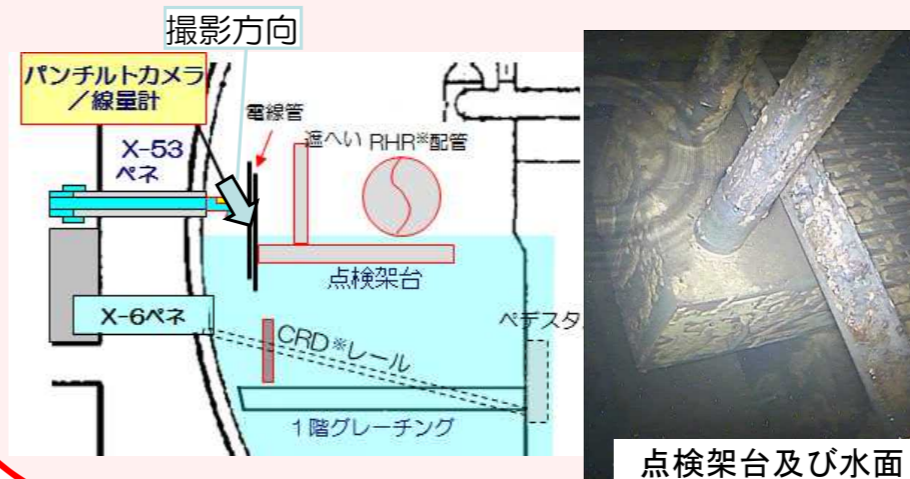 撮影方向
パンチルトカメラ
／線量計
電線管
X-53
ペネ
遮へい
RHR※配管
点検架台
X-6ペネ
ペデスタ
CRD※レール
1階グレーチング
点検架台及び水面